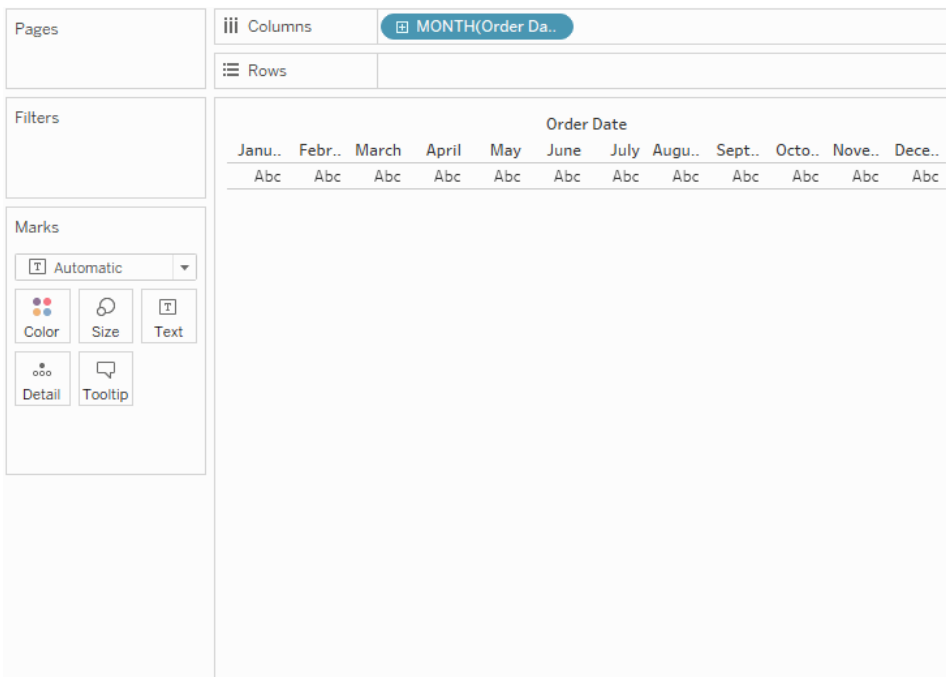 Pages
Columns
MONTH(Order Da..
Rows
Filters
Order Date
Janu.. Febr.. March April May June July Augu.. Sept.. Octo.. Nove.. Dece..
Abc Abc Abc Abc Abc Abc Abc Abc Abc Abc Abc Abc
Marks
T Automatic
T
Color Size Text
Detail Tooltip